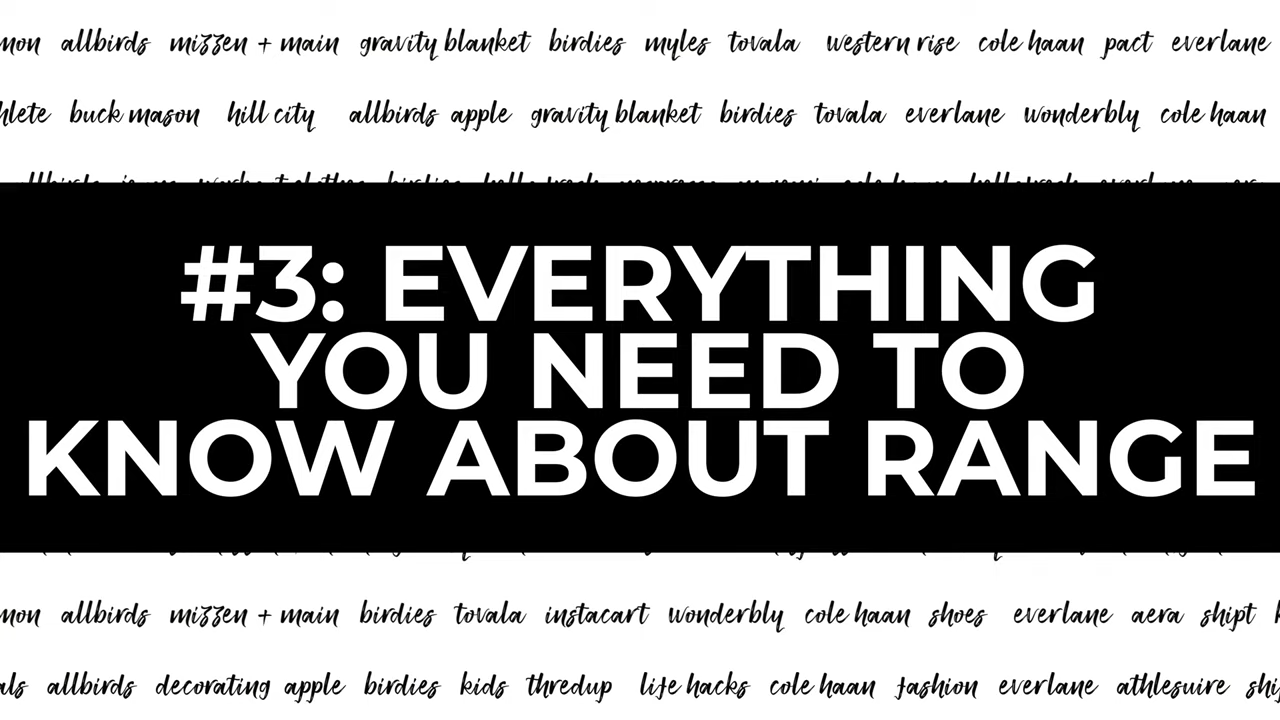 mon allbirds mizzen + main gravity blanket birdies myles tovala western rise cole haan pact everlane
hlete buck mason hill city allbirds apple gravity blanket birdies tovala everlane wonderbly cole haan
#3: EVERYTHING
YOU NEED TO
KNOW ABOUT RANGE
mon allbirds mizzen + main birdies tovala instacart wonderbly cole haan shoes everlane aera shipt
als allbirds decorating apple birdies kids thredup life hacks cole haan fashion everlane athlesuire